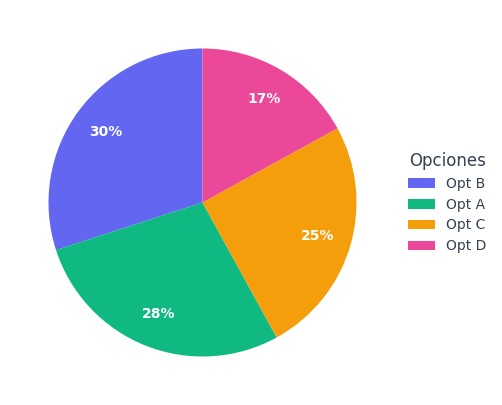 17%
30%
25%
28%
Opciones
Opt B
Opt A
Opt C
Opt D